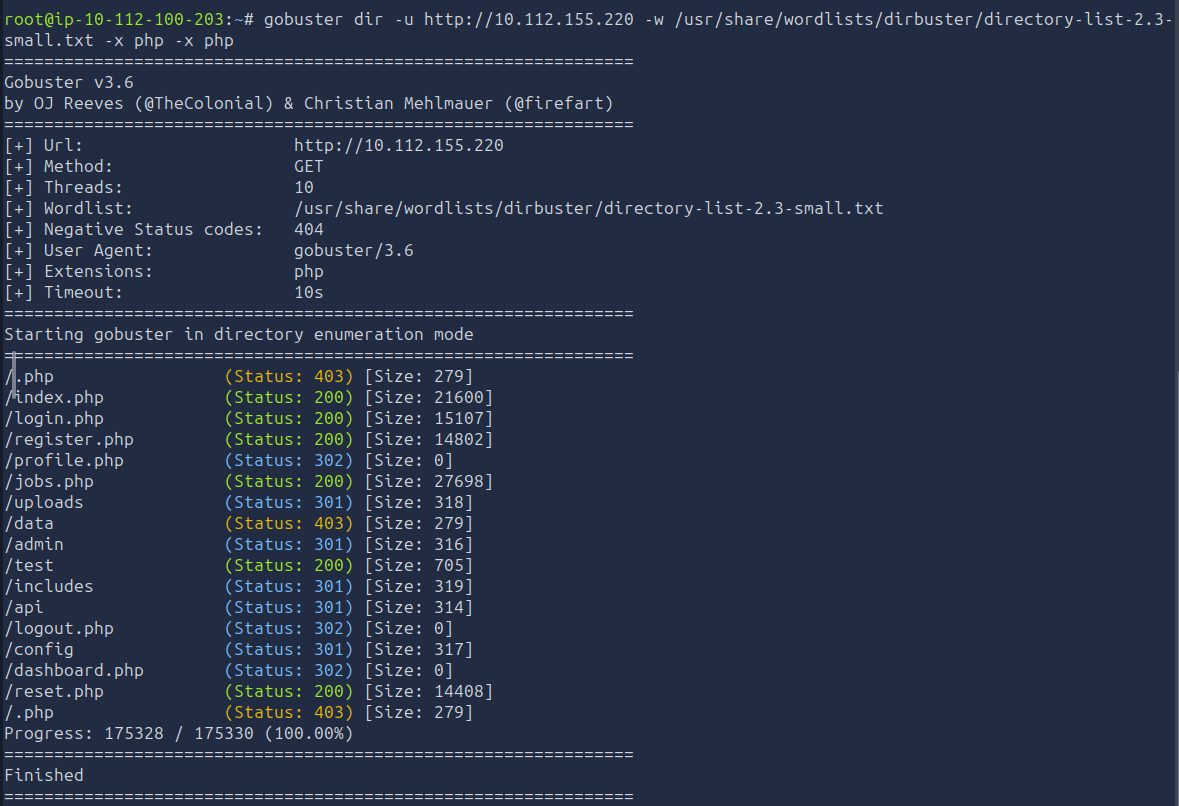 root@ip-10-112-100-203:~# gobuster dir -u http://10.112.155.220 -w /usr/share/wordlists/dirbuster/directory-list-2.3-
small.txt -x php -x php
===============================================================
Gobuster v3.6
by OJ Reeves (@TheColonial) & Christian Mehlmauer (@firefart)
===============================================================
[+] Url:                     http://10.112.155.220
[+] Method:                  GET
[+] Threads:                 10
[+] Wordlist:                /usr/share/wordlists/dirbuster/directory-list-2.3-small.txt
[+] Negative Status codes:   404
[+] User Agent:              gobuster/3.6
[+] Extensions:              php
[+] Timeout:                 10s
===============================================================
Starting gobuster in directory enumeration mode
===============================================================
/.php                 (Status: 403) [Size: 279]
/index.php            (Status: 200) [Size: 21600]
/login.php            (Status: 200) [Size: 15107]
/register.php         (Status: 200) [Size: 14802]
/profile.php          (Status: 302) [Size: 0]
/jobs.php             (Status: 200) [Size: 27698]
/uploads              (Status: 301) [Size: 318]
/data                 (Status: 403) [Size: 279]
/admin                (Status: 301) [Size: 316]
/test                 (Status: 200) [Size: 705]
/includes             (Status: 301) [Size: 319]
/api                  (Status: 301) [Size: 314]
/logout.php           (Status: 302) [Size: 0]
/config               (Status: 301) [Size: 317]
/dashboard.php        (Status: 302) [Size: 0]
/reset.php            (Status: 200) [Size: 14408]
/.php                 (Status: 403) [Size: 279]
Progress: 175328 / 175330 (100.00%)
===============================================================
Finished
===============================================================